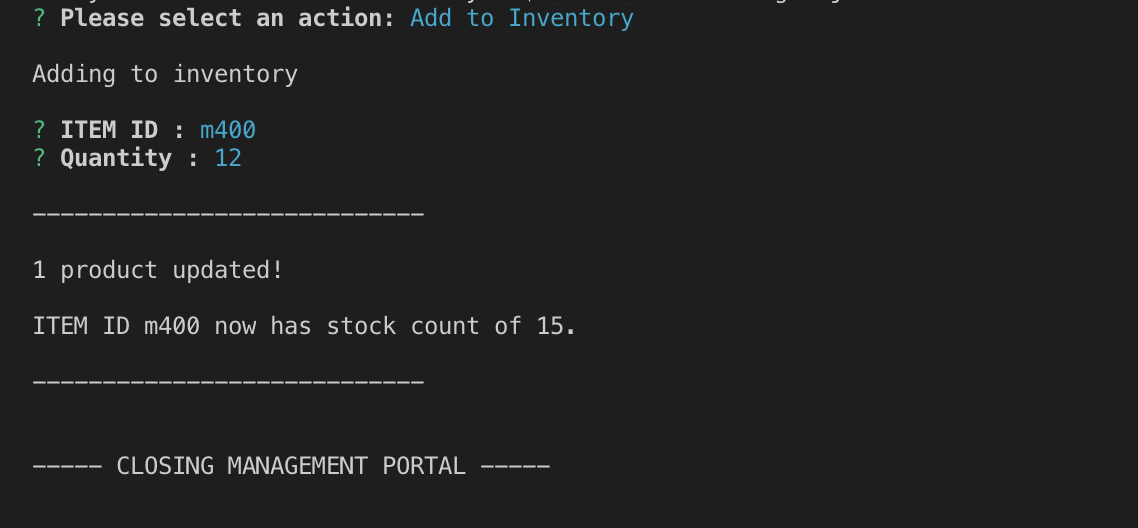 ? Please select an action: Add to Inventory
Adding to inventory
? ITEM ID : m400
? Quantity : 12
----------------------------
1 product updated!
ITEM ID m400 now has stock count of 15.
----------------------------
----- CLOSING MANAGEMENT PORTAL -----